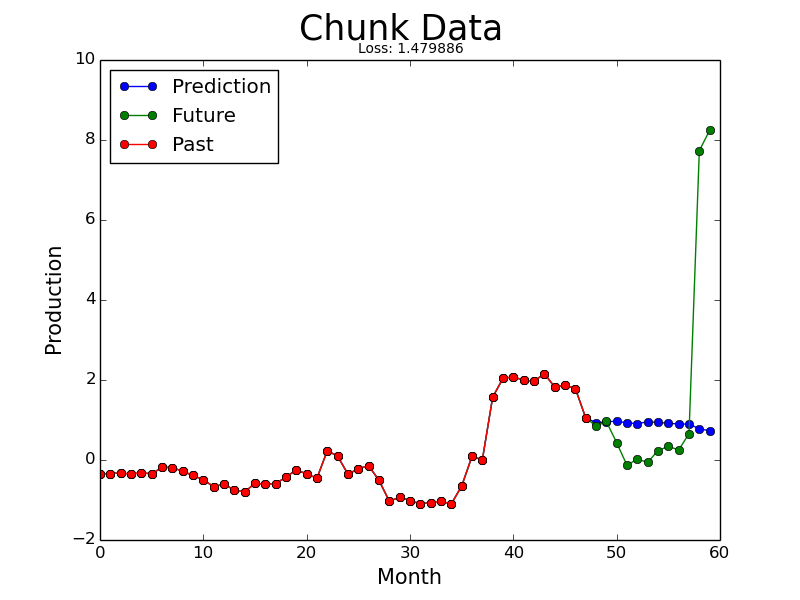 Chunk Data
Loss: 1.479886
10
8
6
4
2
0
−2
Production
Prediction
Future
Past
0 10 20 30 40 50 60
Month